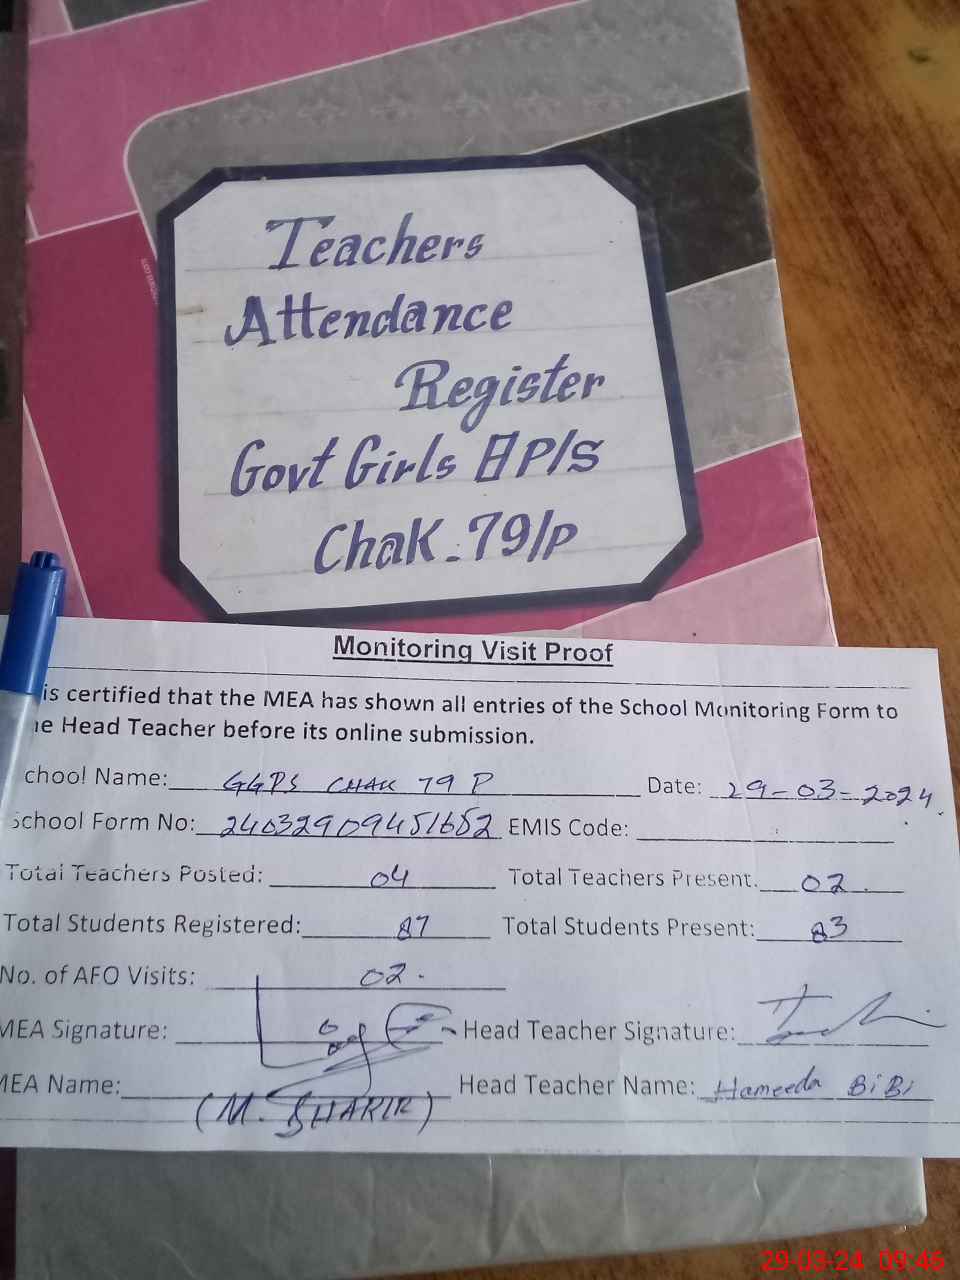 Teachers
Attendance
Register
Govt Girls P/S
Chak. 79/P
Monitoring Visit Proof
is certified that the MEA has shown all entries of the School Monitoring Form to
Head Teacher before its online submission.
chool Name: GGPS CHAK 79 P Date: 29-03-2024
School Form No: 24032909451652 EMIS Code:
Total Teachers Posted: 04 Total Teachers Present: 02.
Total Students Registered: 87 Total Students Present: 83
No. of AFO Visits: 02.
MEA Signature: Head Teacher Signature:
MEA Name: Head Teacher Name: Hameeda BiBi
(M. SHAKIR)
29-03-24 09:46